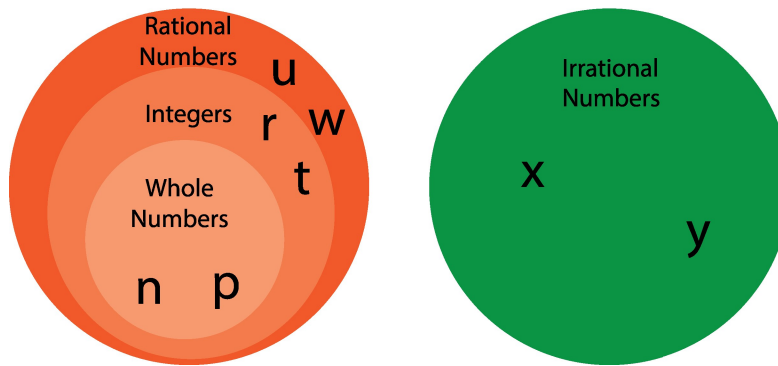 Rational
Numbers
u
Integers
r
w
t
Whole
Numbers
n p
Irrational
Numbers
x
y